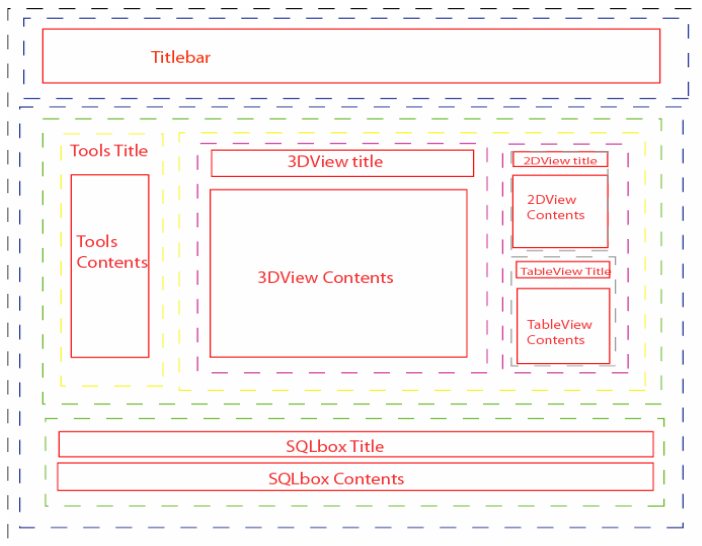 Titlebar
Tools Title
Tools
Contents
3DView title
3DView Contents
2DView title
2DView
Contents
TableView Title
TableView
Contents
SQLbox Title
SQLbox Contents